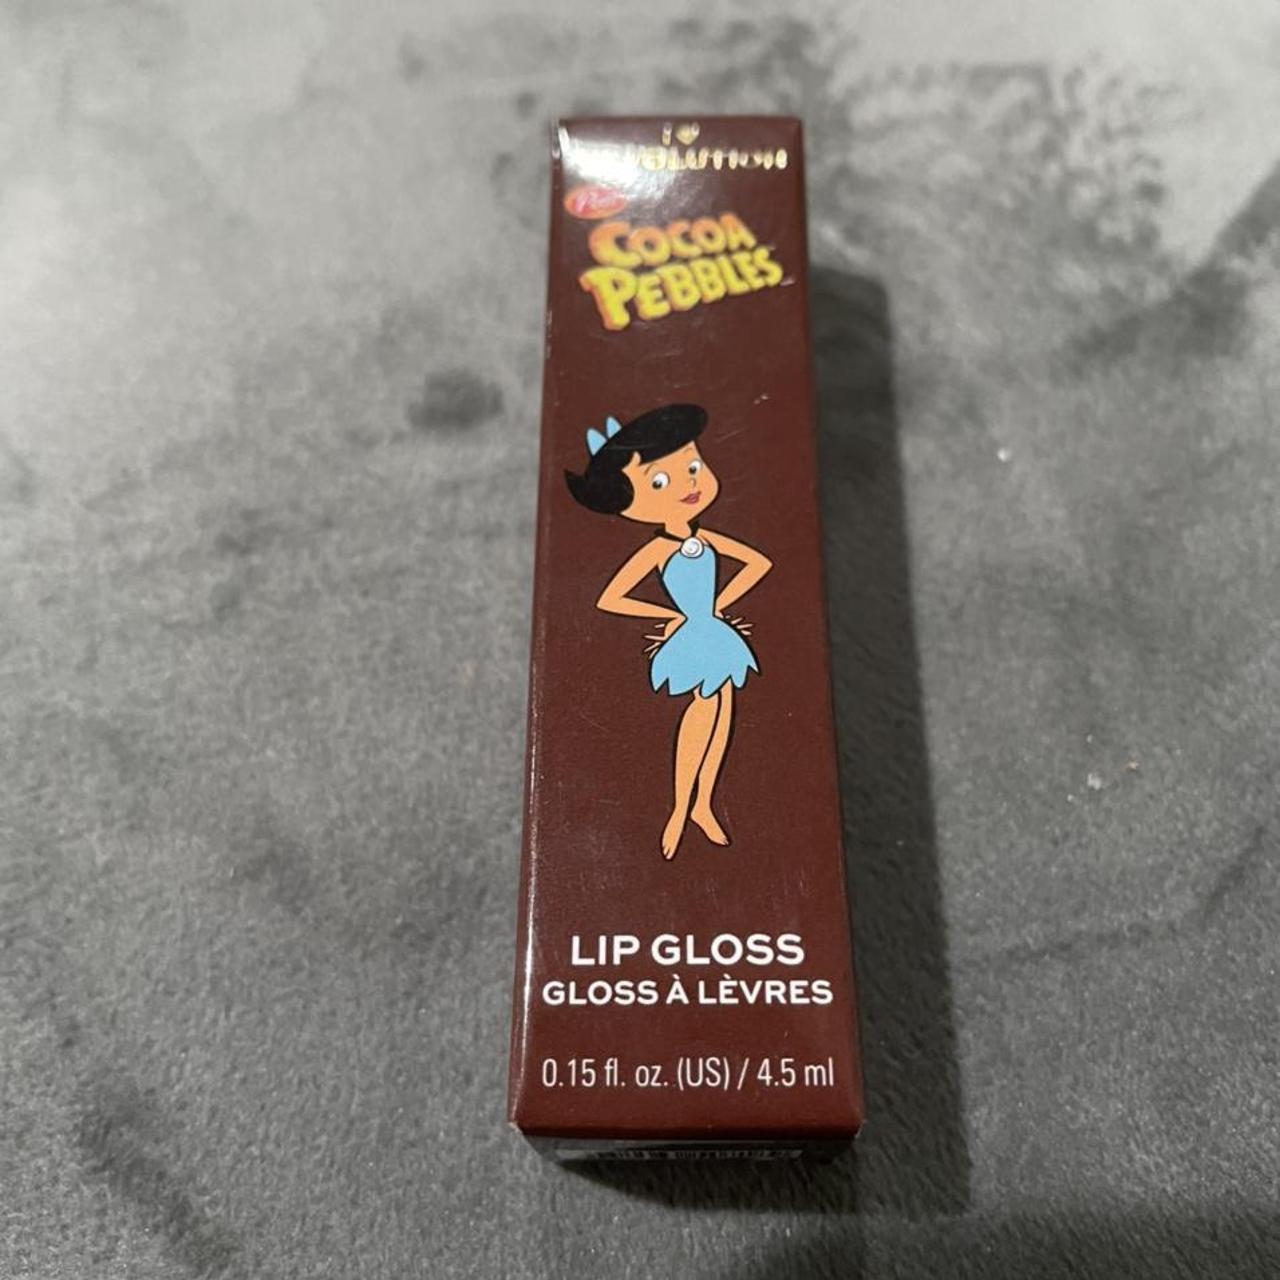 I
REVOLUTION
Post
COCOA
PEBBLES
LIP GLOSS
GLOSS À LÈVRES
0.15 fl. oz. (US) / 4.5 ml